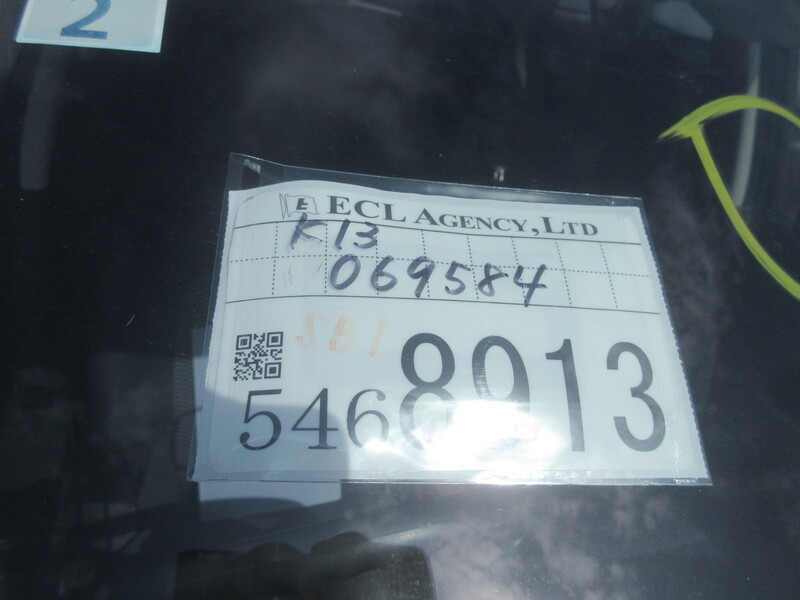 2
E ECL AGENCY, LTD
K13
069584
SB1
5468913